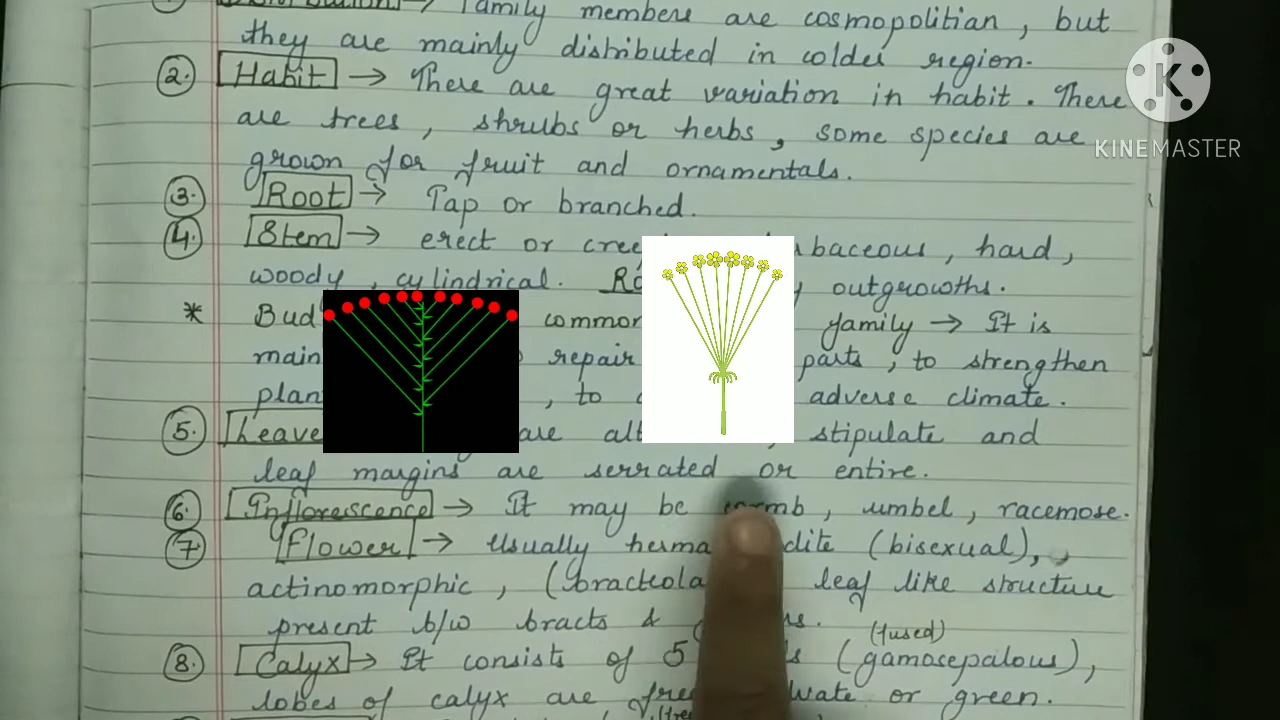 → family members are cosmopolitian, but
they are mainly distributed in colder region.
2. Habit → There are great variation in habit. There
are trees, shrubs or herbs, some species are
grown for fruit and ornamentals.
3. Root → Tap or branched.
4. Stem → erect or hard,
woody, cylindrical. outgrowths.
* Bud common family → It is
repair parts, to strengthen
, to adverse climate.
5. are , stipulate and
leaf margins are serrated or entire.
6. Inflorescence → It may be corymb, umbel, racemose.
7. Flower → Usually (bisexual),
actinomorphic, leaf like structure
present b/w bracts &
(fused)
8. Calyx → It consists of 5 (gamosepalous),
lobes of calyx are or green.
K
KINEMASTER